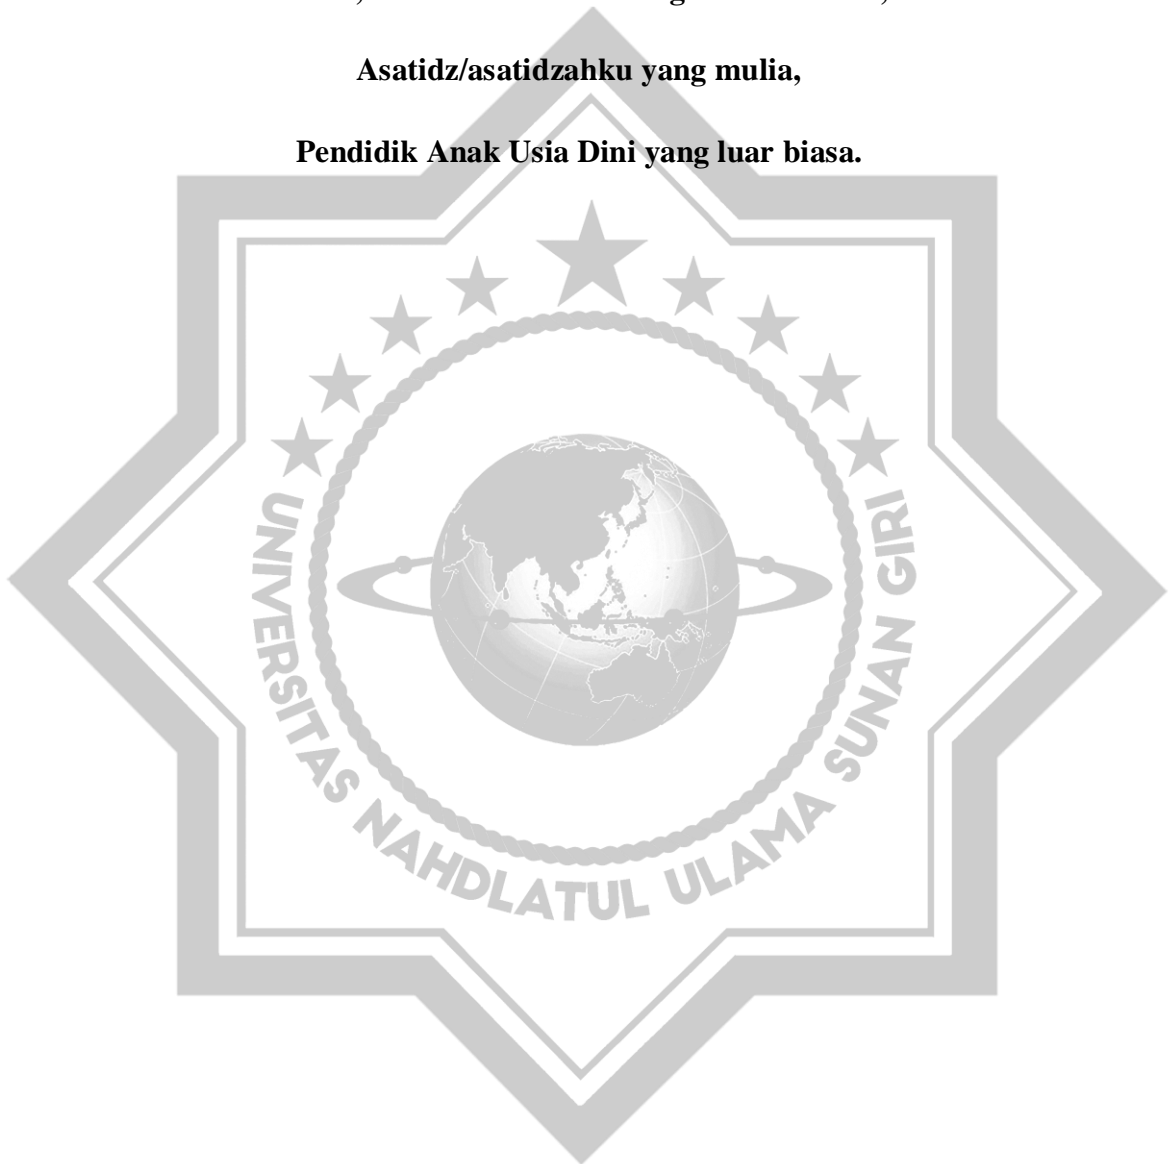 Asatidz/asatidzahku yang mulia,
Pendidik Anak Usia Dini yang luar biasa.
UNIVERSITAS NAHDLATUL ULAMA SUNAN GIRI